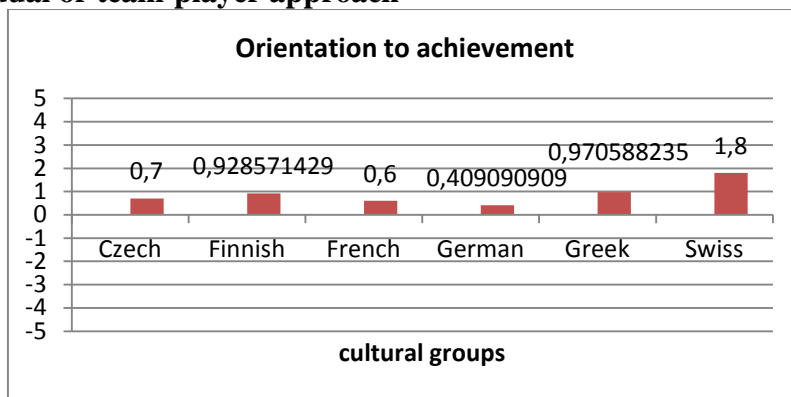 or team-player approach
Orientation to achievement
5
4
3
2
1
0
-1
-2
-3
-4
-5
0,7
0,928571429
0,6
0,409090909
0,970588235
1,8
Czech
Finnish
French
German
Greek
Swiss
cultural groups